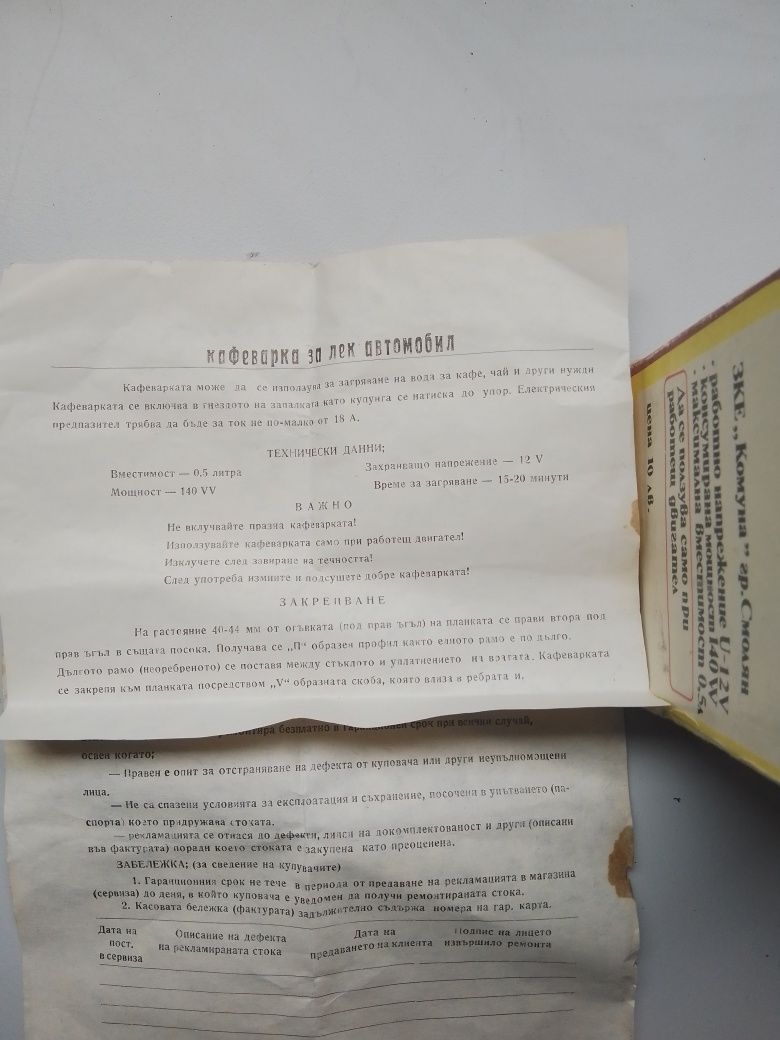 кафеварка за лек автомобил
Кафеварката може да се използува за загряване на вода за кафе, чай и други нужди
Кафеварката се включва в гнездото на запалката като купунга се натиска до упор. Електрическия
предпазител трябва да бъде за ток не по-малко от 18 А.
ТЕХНИЧЕСКИ ДАННИ;
Вместимост — 0,5 литра
Захранващо напрежение — 12 V
Мощност — 140 VV
Време за загряване — 15-20 минути
ВАЖНО
Не включвайте празна кафеварката!
Използувайте кафеварката само при работещ двигател!
Изключете след завиране на течността!
След употреба измийте и подсушете добре кафеварката!
ЗАКРЕПВАНЕ
На растояние 40-44 мм от огъвката (под прав ъгъл) на планката се прави втора под
прав ъгъл в същата посока. Получава се „П“ образен профил както едното рамо е по дълго.
Дългото рамо (неоребреното) се поставя между стъклото и уплатнението на вратата. Кафеварката
се закрепя към планката посредством „V“ образната скоба, която влиза в ребрата и.
безплатно в гаранционен срок при всички случай,
освен когато;
— Правен е опит за отстраняване на дефекта от куповача или други неупълномощени
лица.
— Не са спазени условията за експлоатация и съхранение, посочени в упътването (па-
спорта) което придружава стоката.
— рекламацията се отнася до дефекти, липси на докомплектованост и други (описани
във фактурата) поради което стоката е закупена като преоценена.
ЗАБЕЛЕЖКА; (за сведение на купувачите)
1. Гаранционния срок не тече в периода от предаване на рекламацията в магазина
(сервиза) до деня, в който куповача е уведомен да получи ремонтираната стока.
2. Касовата бележка (фактурата) задължително съдържа номера на гар. карта.
Дата на пост. в сервиза
Описание на дефекта на рекламираната стока
Дата на предаването на клиента
Подпис на лицето извършило ремонта
ЗКЕ „Комуна” гр. Смолян
· работно напрежение U-12V
· консумирана мощност 140W
· максимална вместимост 0,5л
Да се ползува само при
работещ двигател
цена 10 лв.